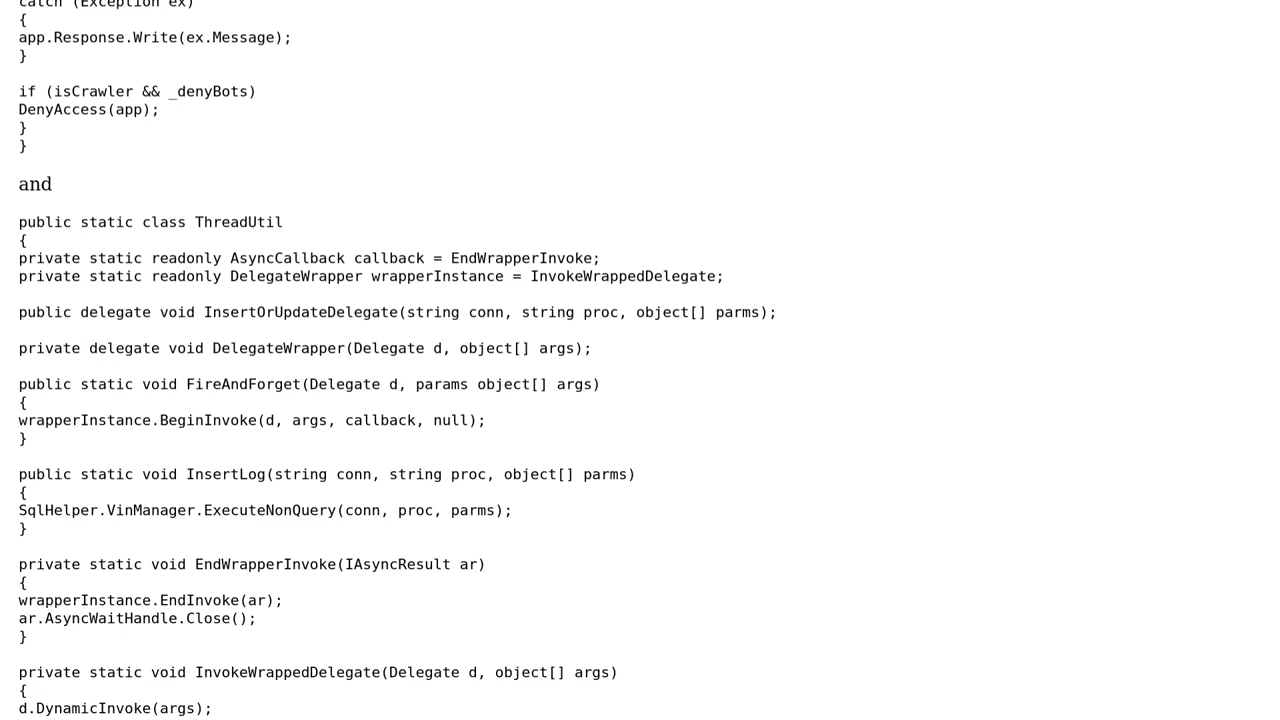 catch (Exception ex)
{
app.Response.Write(ex.Message);
}

if (isCrawler && _denyBots)
DenyAccess(app);
}
}

and

public static class ThreadUtil
{
private static readonly AsyncCallback callback = EndWrapperInvoke;
private static readonly DelegateWrapper wrapperInstance = InvokeWrappedDelegate;

public delegate void InsertOrUpdateDelegate(string conn, string proc, object[] parms);

private delegate void DelegateWrapper(Delegate d, object[] args);

public static void FireAndForget(Delegate d, params object[] args)
{
wrapperInstance.BeginInvoke(d, args, callback, null);
}

public static void InsertLog(string conn, string proc, object[] parms)
{
SqlHelper.VinManager.ExecuteNonQuery(conn, proc, parms);
}

private static void EndWrapperInvoke(IAsyncResult ar)
{
wrapperInstance.EndInvoke(ar);
ar.AsyncWaitHandle.Close();
}

private static void InvokeWrappedDelegate(Delegate d, object[] args)
{
d.DynamicInvoke(args);